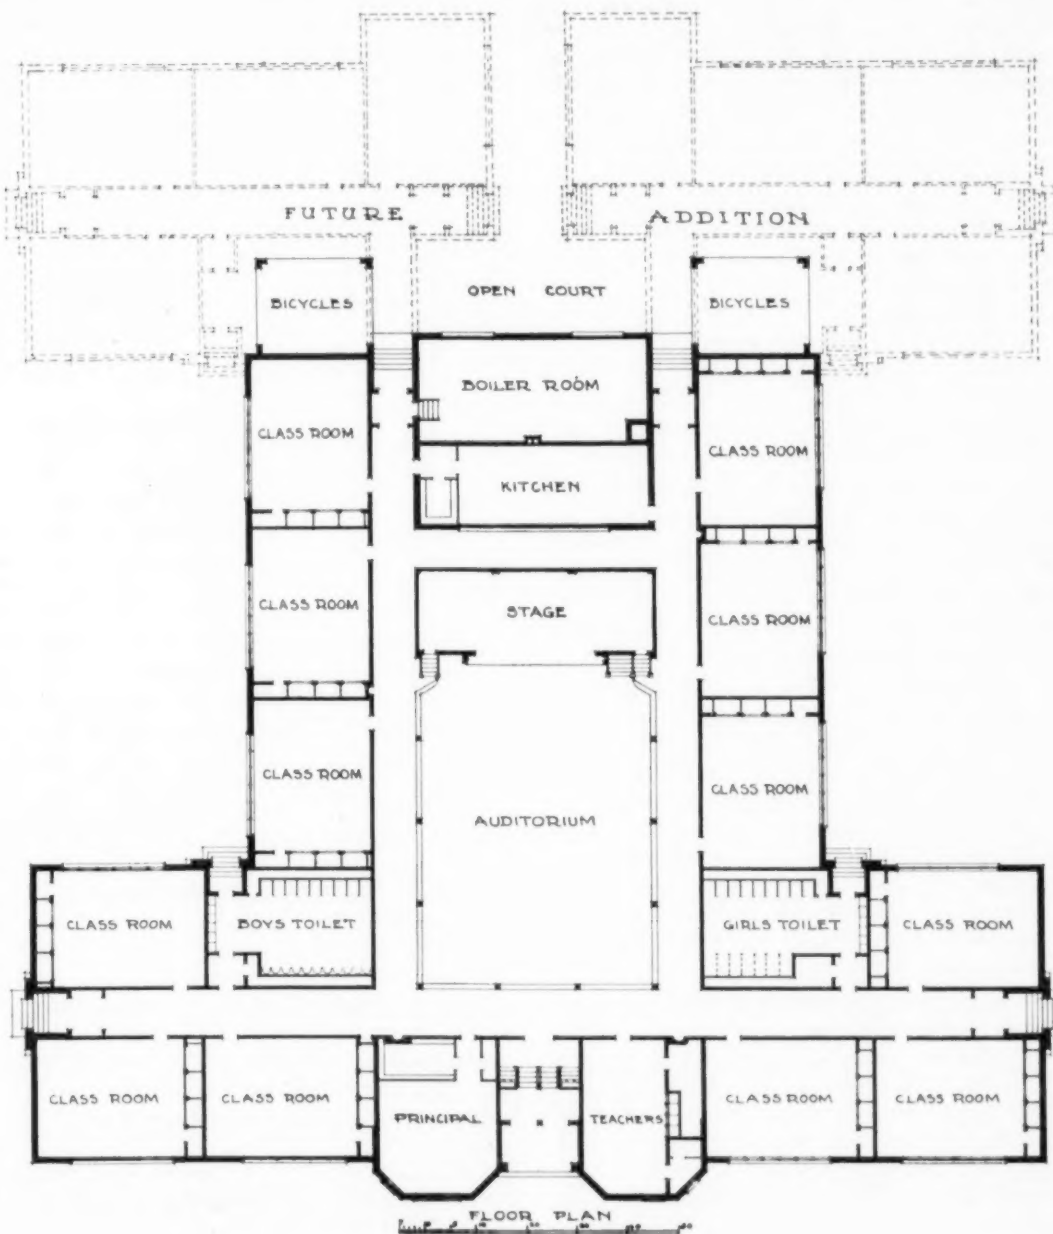 FUTURE ADDITION
OPEN COURT
BICYCLES BICYCLES
BOILER ROOM
CLASS ROOM CLASS ROOM
KITCHEN
CLASS ROOM STAGE CLASS ROOM
CLASS ROOM CLASS ROOM
AUDITORIUM
CLASS ROOM BOYS TOILET GIRLS TOILET CLASS ROOM
CLASS ROOM CLASS ROOM CLASS ROOM CLASS ROOM
PRINCIPAL TEACHERS
FLOOR PLAN